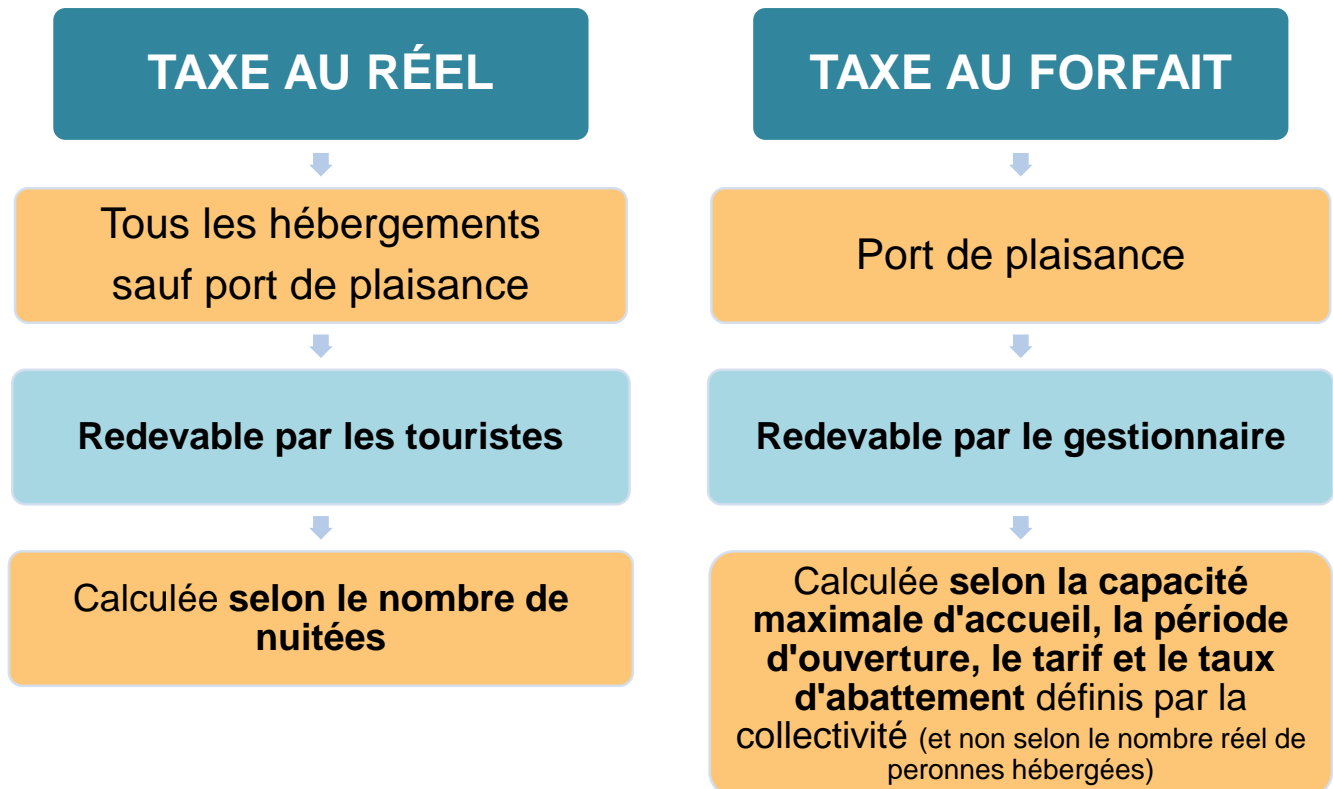 TAXE AU RÉEL
Tous les hébergements
sauf port de plaisance
Redevable par les touristes
Calculée selon le nombre de
nuitées
TAXE AU FORFAIT
Port de plaisance
Redevable par le gestionnaire
Calculée selon la capacité
maximale d'accueil, la période
d'ouverture, le tarif et le taux
d'abattement définis par la
collectivité (et non selon le nombre réel de
peronnes hébergées)